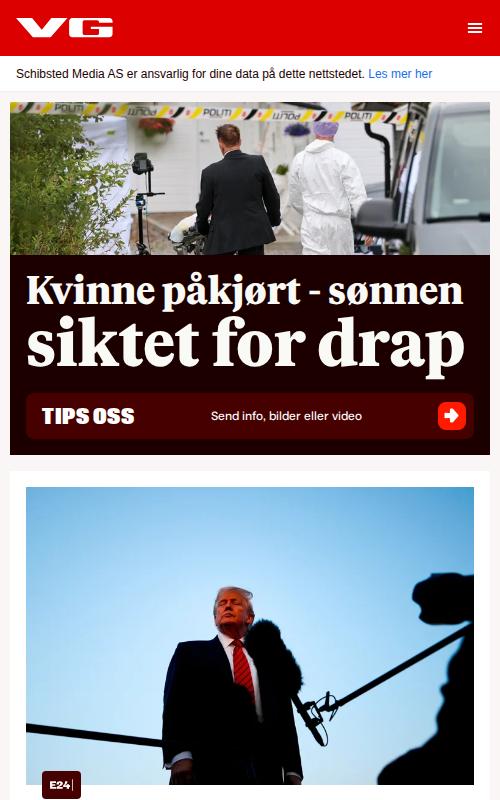 VG
Schibsted Media AS er ansvarlig for dine data på dette nettstedet. Les mer her
POLITI POLITI POLITI POLITI
Kvinne påkjørt - sønnen
siktet for drap
TIPS OSS
Send info, bilder eller video
E24